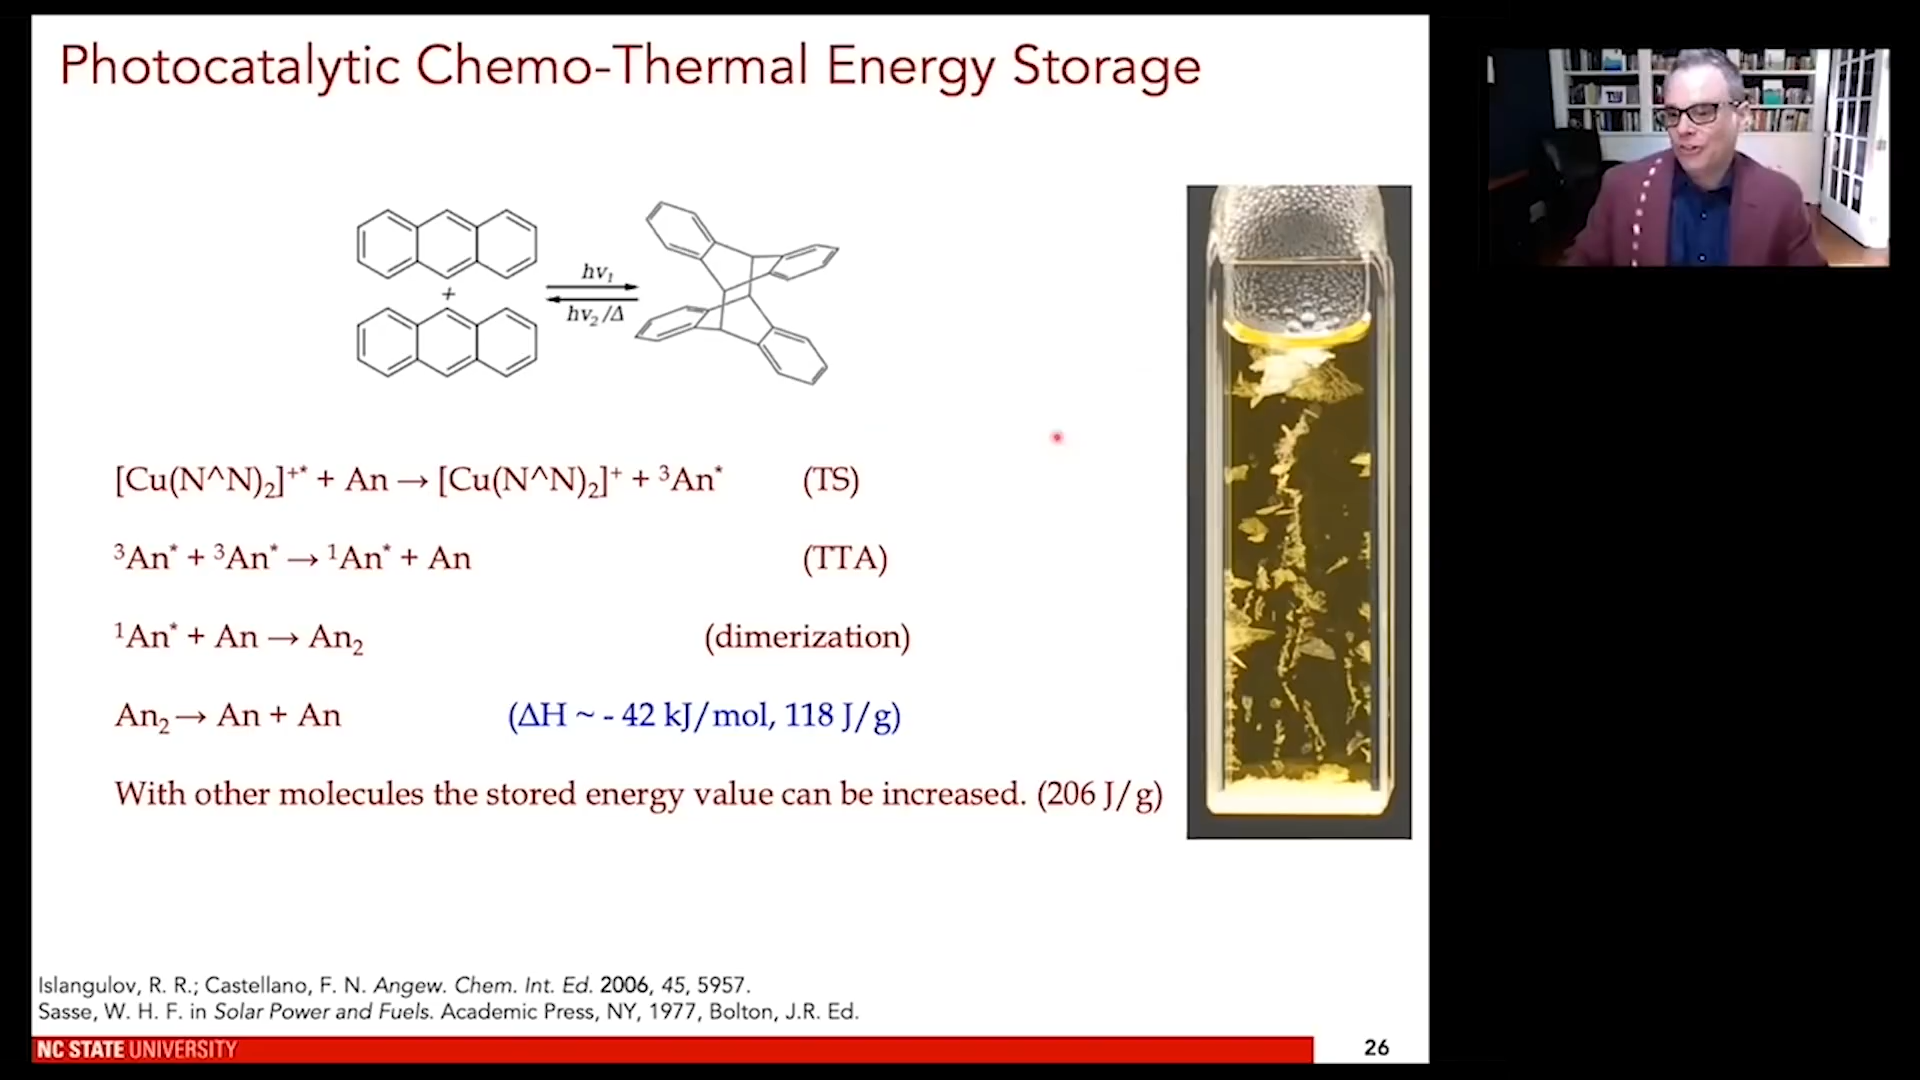 Photocatalytic Chemo-Thermal Energy Storage
+
hν₁
hν₂/Δ
[Cu(N^N)₂]⁺* + An → [Cu(N^N)₂]⁺ + ³An* (TS)
³An* + ³An* → ¹An* + An (TTA)
¹An* + An → An₂ (dimerization)
An₂ → An + An (ΔH ~ - 42 kJ/mol, 118 J/g)
With other molecules the stored energy value can be increased. (206 J/g)
Islangulov, R. R.; Castellano, F. N. Angew. Chem. Int. Ed. 2006, 45, 5957.
Sasse, W. H. F. in Solar Power and Fuels. Academic Press, NY, 1977, Bolton, J.R. Ed.
NC STATE UNIVERSITY
26